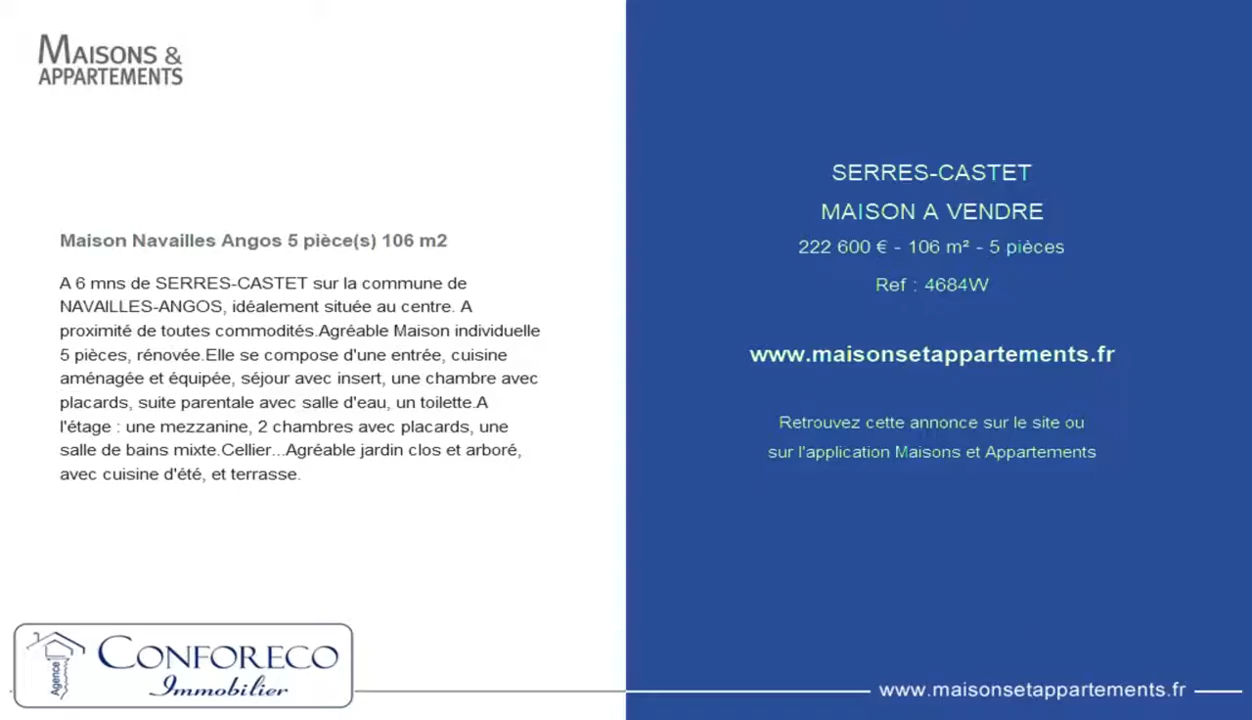 MAISONS &
APPARTEMENTS
Maison Navailles Angos 5 pièce(s) 106 m2
A 6 mns de SERRES-CASTET sur la commune de
NAVAILLES-ANGOS, idéalement située au centre. A
proximité de toutes commodités.Agréable Maison individuelle
5 pièces, rénovée.Elle se compose d'une entrée, cuisine
aménagée et équipée, séjour avec insert, une chambre avec
placards, suite parentale avec salle d'eau, un toilette.A
l'étage : une mezzanine, 2 chambres avec placards, une
salle de bains mixte.Cellier...Agréable jardin clos et arboré,
avec cuisine d'été, et terrasse.
Agence
CONFORECO
Immobilier
SERRES-CASTET
MAISON A VENDRE
222 600 € - 106 m² - 5 pièces
Ref : 4684W
www.maisonsetappartements.fr
Retrouvez cette annonce sur le site ou
sur l'application Maisons et Appartements
www.maisonsetappartements.fr